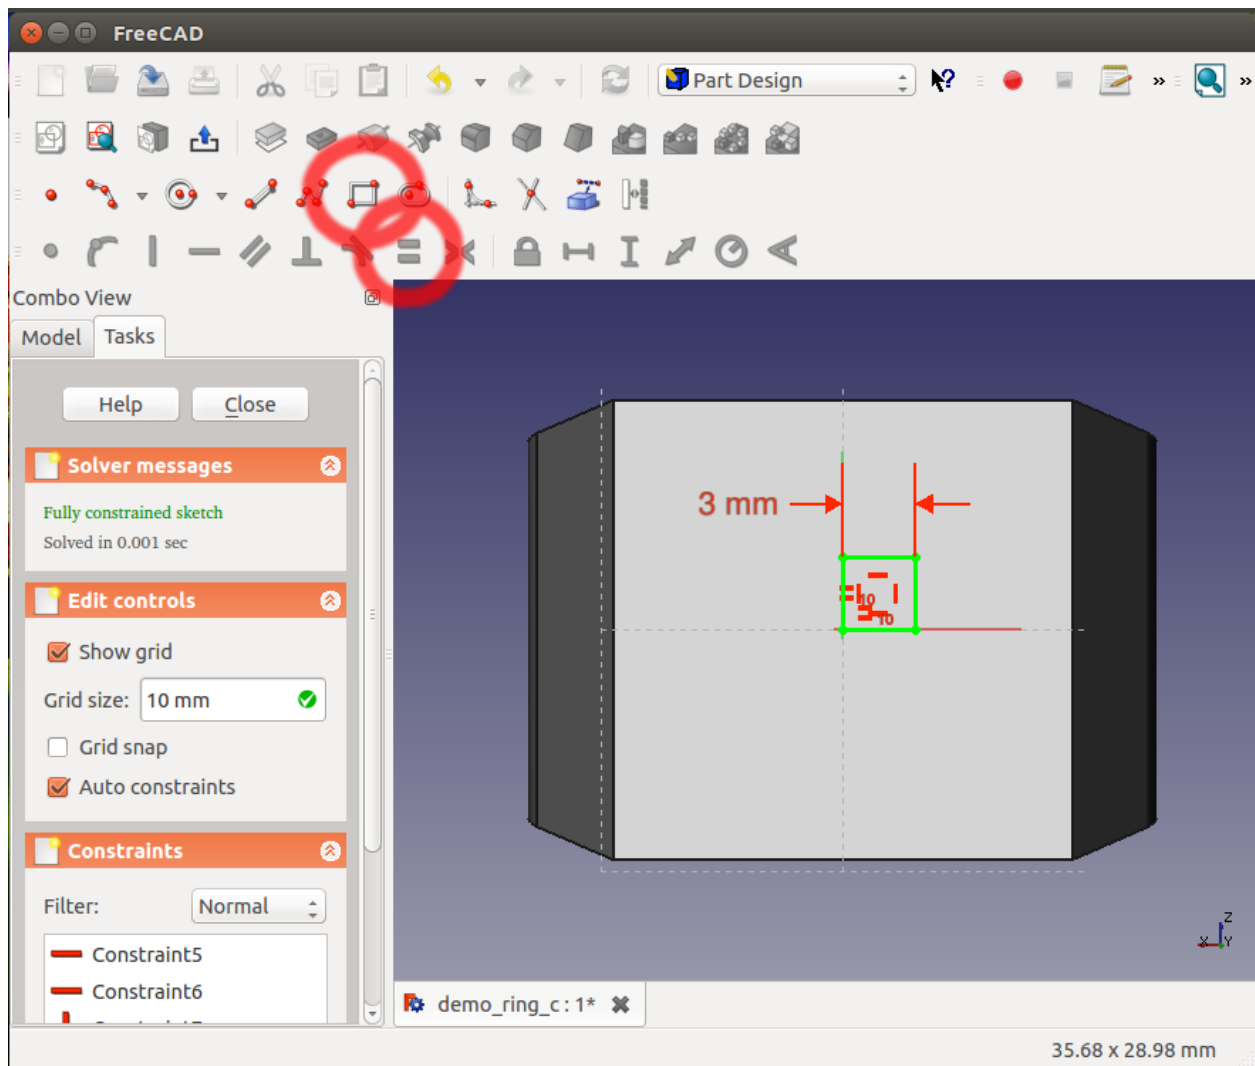 FreeCAD
Part Design
Combo View
Model Tasks
Help Close
Solver messages
Fully constrained sketch
Solved in 0.001 sec
Edit controls
Show grid
Grid size: 10 mm
Grid snap
Auto constraints
Constraints
Filter: Normal
Constraint5
Constraint6
3 mm
10
10
Z
X Y
demo_ring_c : 1*
35.68 x 28.98 mm